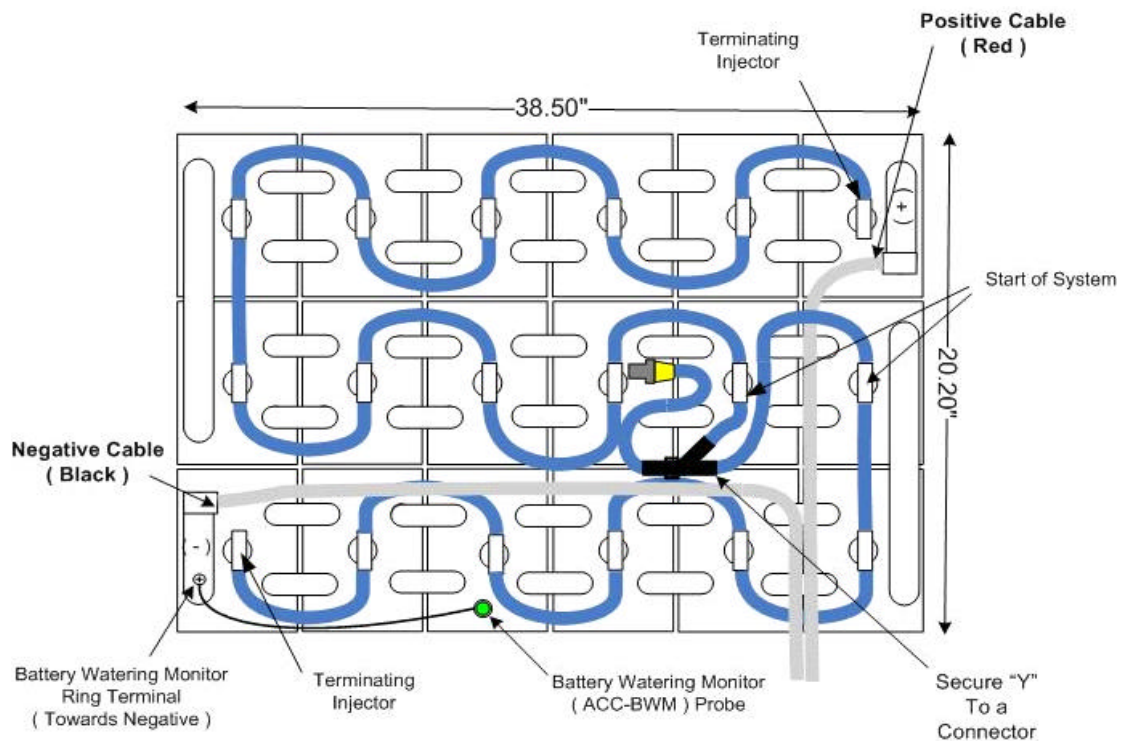 Positive Cable
( Red )
Terminating
Injector
38.50"
(+)
Start of System
20.20"
Negative Cable
( Black )
( - )
Battery Watering Monitor
Ring Terminal
( Towards Negative )
Terminating
Injector
Battery Watering Monitor
( ACC-BWM ) Probe
Secure “Y”
To a
Connector